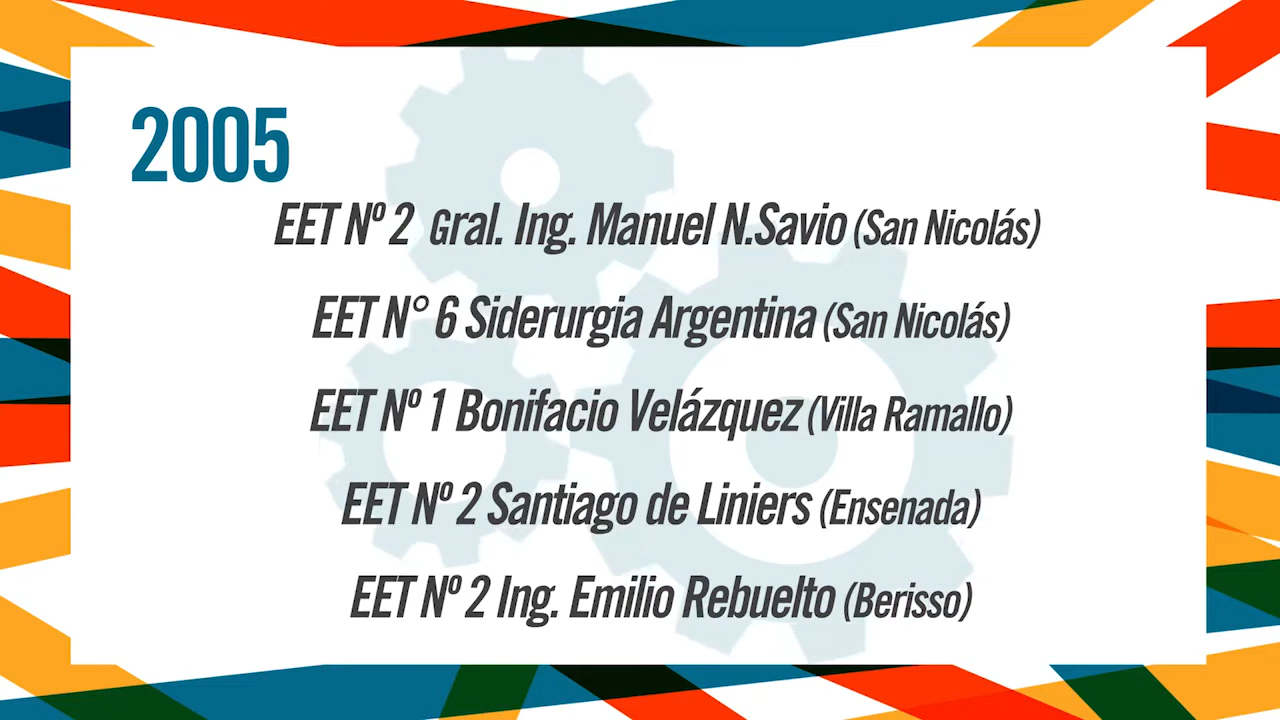 2005
EET Nº 2 Gral. Ing. Manuel N.Savio (San Nicolás)
EET N° 6 Siderurgia Argentina (San Nicolás)
EET Nº 1 Bonifacio Velázquez (Villa Ramallo)
EET Nº 2 Santiago de Liniers (Ensenada)
EET Nº 2 Ing. Emilio Rebuelto (Berisso)